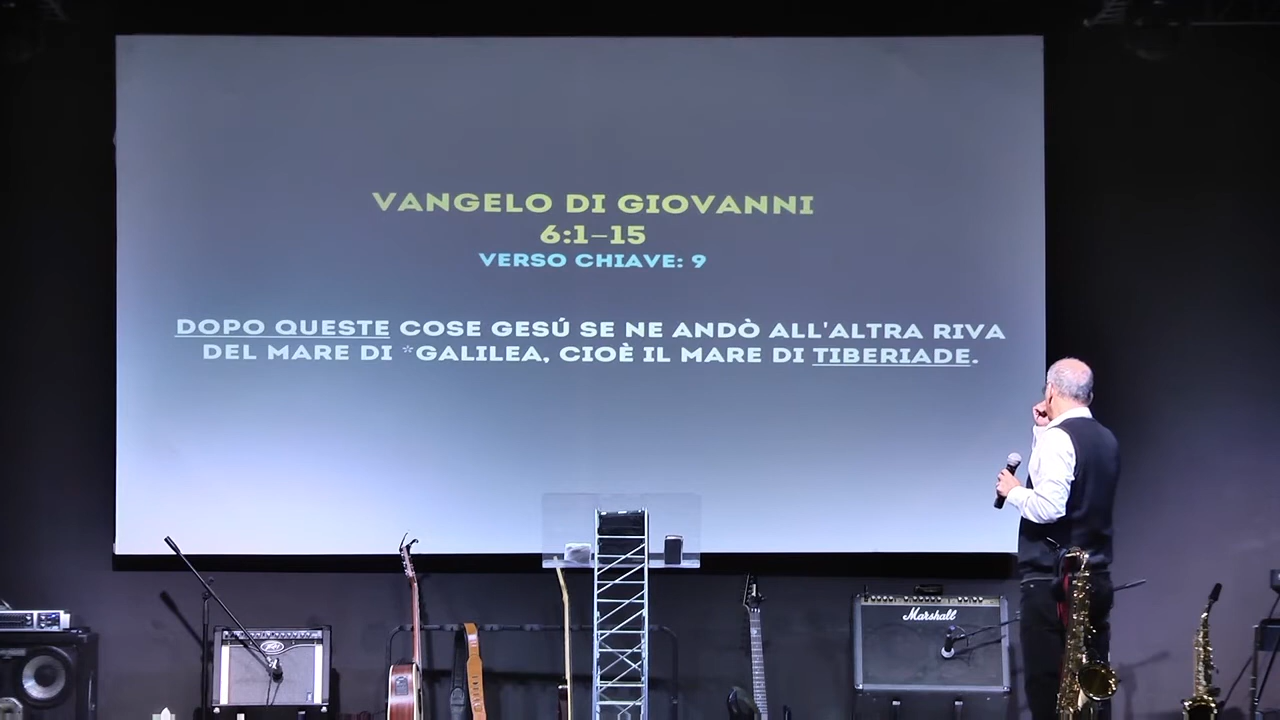 VANGELO DI GIOVANNI
6:1–15
VERSO CHIAVE: 9
DOPO QUESTE COSE GESÚ SE NE ANDÒ ALL'ALTRA RIVA
DEL MARE DI *GALILEA, CIOÈ IL MARE DI TIBERIADE.
Marshall